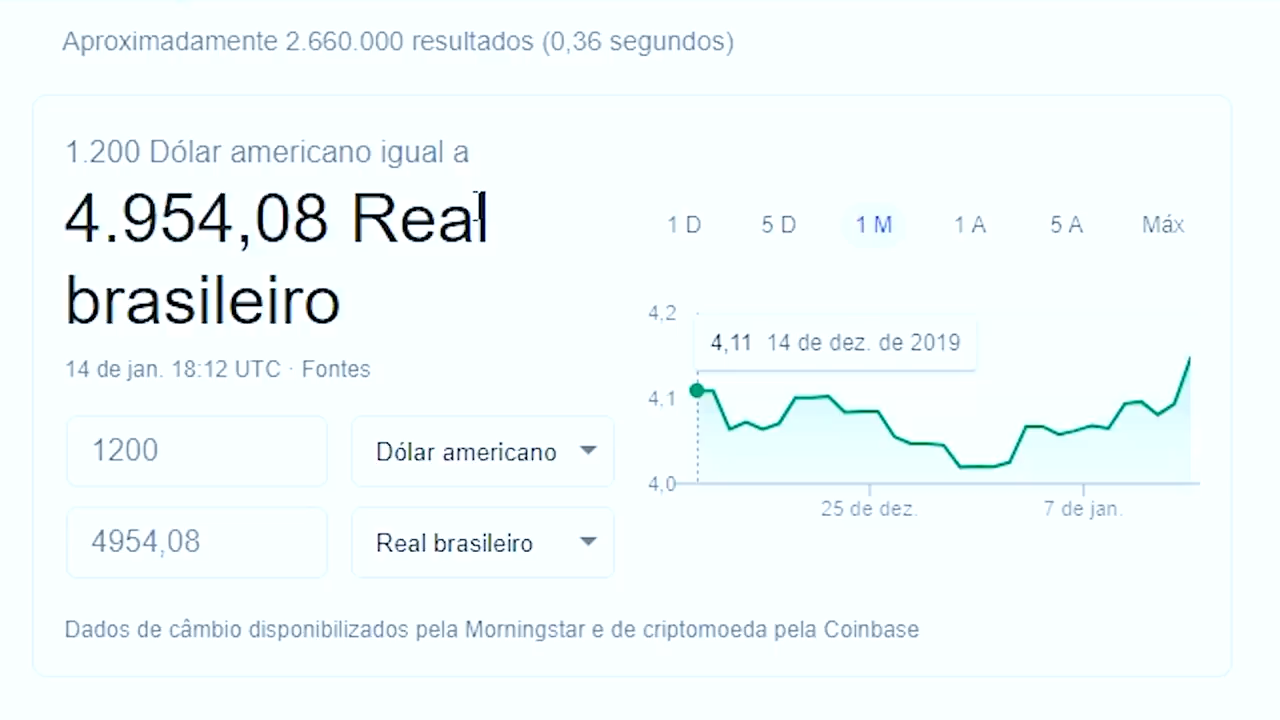 Aproximadamente 2.660.000 resultados (0,36 segundos)
1.200 Dólar americano igual a
4.954,08 Real
brasileiro
14 de jan. 18:12 UTC · Fontes
1200
Dólar americano
4954,08
Real brasileiro
1 D 5 D 1 M 1 A 5 A Máx
4,2
4,11 14 de dez. de 2019
4,1
4,0
25 de dez. 7 de jan.
Dados de câmbio disponibilizados pela Morningstar e de criptomoeda pela Coinbase